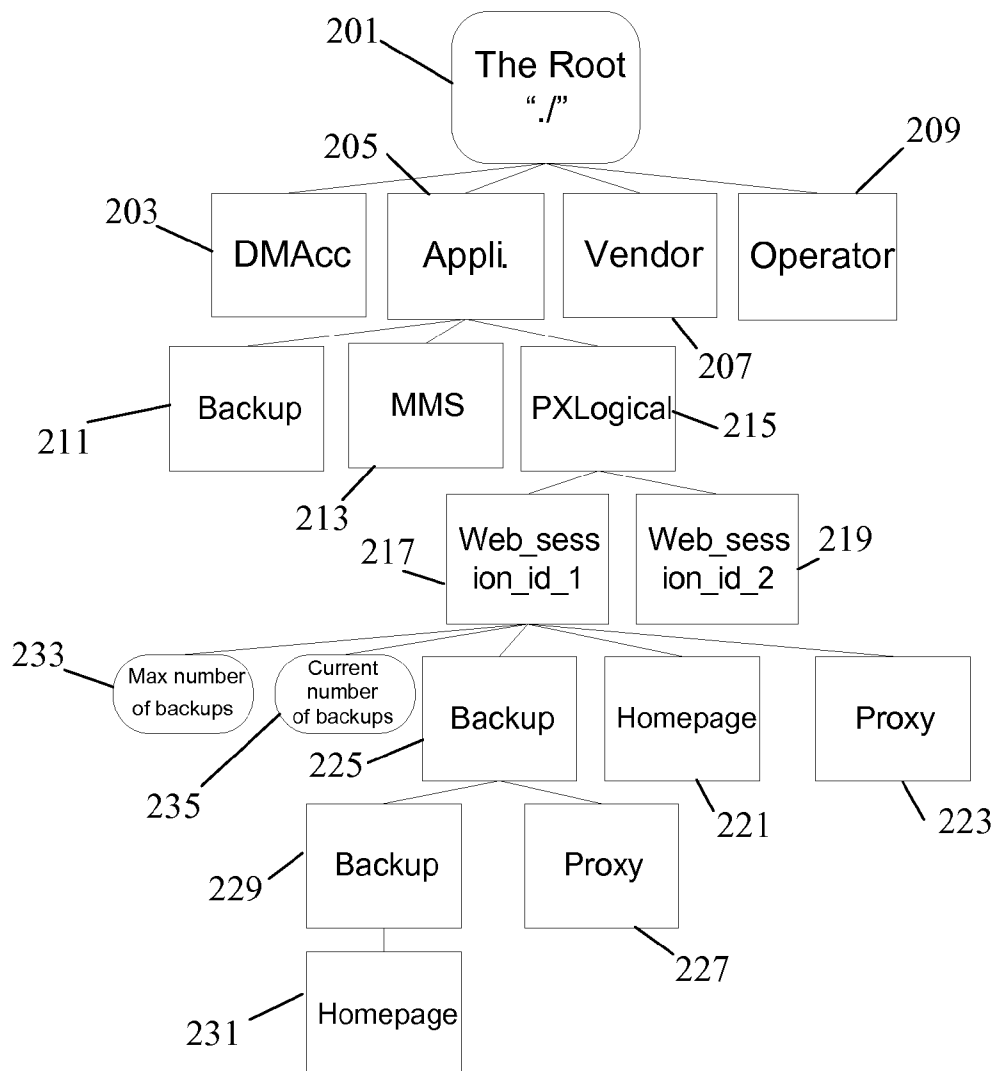 201
The Root
“./”
205
209
203
DMAcc
Appli.
Vendor
Operator
207
Backup
MMS
PXLogical
215
211
213
217
Web_sess
ion_id_1
Web_sess
ion_id_2
219
233
Max number
of backups
Current
number
of backups
Backup
Homepage
Proxy
225
235
221
223
229
Backup
Proxy
227
231
Homepage